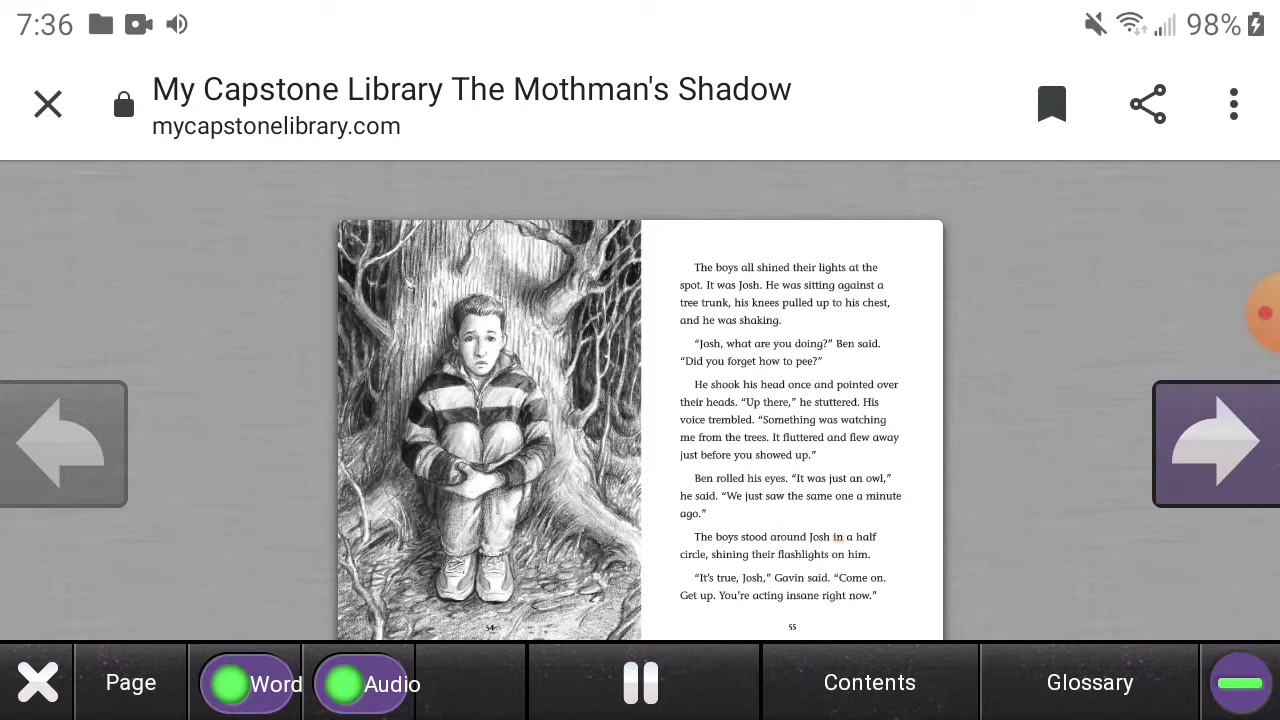 7:36
98%
My Capstone Library The Mothman's Shadow
mycapstonelibrary.com
The boys all shined their lights at the
spot. It was Josh. He was sitting against a
tree trunk, his knees pulled up to his chest,
and he was shaking.
“Josh, what are you doing?” Ben said.
“Did you forget how to pee?”
He shook his head once and pointed over
their heads. “Up there,” he stuttered. His
voice trembled. “Something was watching
me from the trees. It fluttered and flew away
just before you showed up.”
Ben rolled his eyes. “It was just an owl,”
he said. “We just saw the same one a minute
ago.”
The boys stood around Josh in a half
circle, shining their flashlights on him.
“It’s true, Josh,” Gavin said. “Come on.
Get up. You’re acting insane right now.”
54
55
Page
Word
Audio
Contents
Glossary